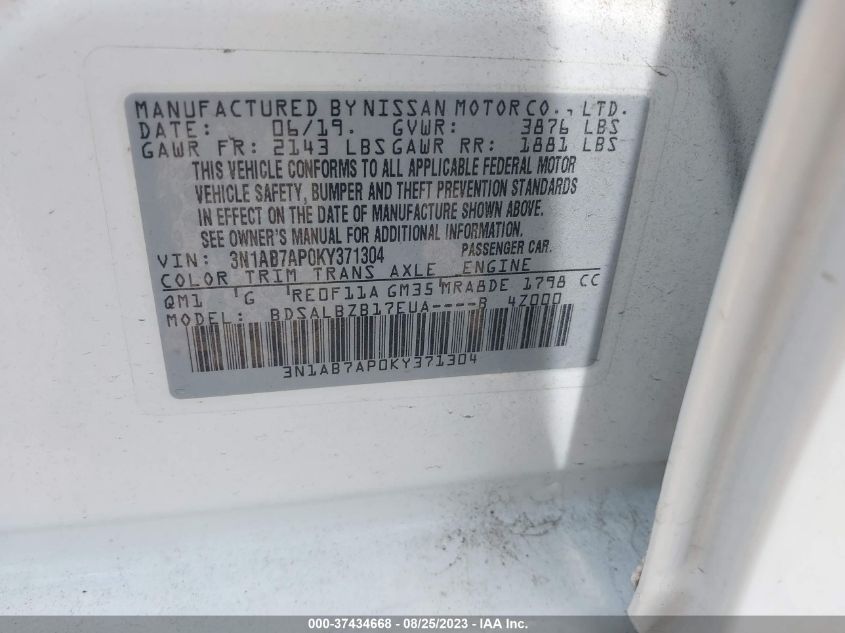 MANUFACTURED BY NISSAN MOTOR CO., LTD.
DATE: 06/19. GVWR: 3876 LBS
GAWR FR: 2143 LBS GAWR RR: 1881 LBS
THIS VEHICLE CONFORMS TO ALL APPLICABLE FEDERAL MOTOR
VEHICLE SAFETY, BUMPER AND THEFT PREVENTION STANDARDS
IN EFFECT ON THE DATE OF MANUFACTURE SHOWN ABOVE.
SEE OWNER'S MANUAL FOR ADDITIONAL INFORMATION.
VIN: 3N1AB7AP0KY371304 PASSENGER CAR.
COLOR TRIM TRANS AXLE ENGINE
QM1 G RE0F11A GM35 MRA8DE 1798 CC
MODEL: BDSALBZB17EUA----B 4Z000
3N1AB7AP0KY371304
000-37434668 - 08/25/2023 - IAA Inc.